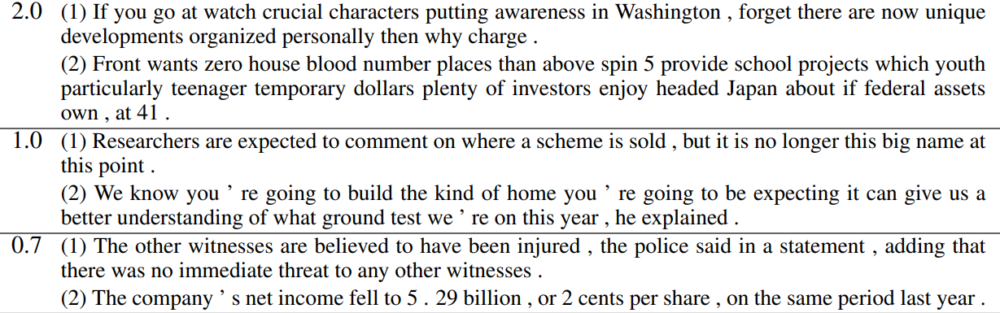 2.0 (1) If you go at watch crucial characters putting awareness in Washington , forget there are now unique
developments organized personally then why charge .
(2) Front wants zero house blood number places than above spin 5 provide school projects which youth
particularly teenager temporary dollars plenty of investors enjoy headed Japan about if federal assets
own , at 41 .
1.0 (1) Researchers are expected to comment on where a scheme is sold , but it is no longer this big name at
this point .
(2) We know you ’ re going to build the kind of home you ’ re going to be expecting it can give us a
better understanding of what ground test we ’ re on this year , he explained .
0.7 (1) The other witnesses are believed to have been injured , the police said in a statement , adding that
there was no immediate threat to any other witnesses .
(2) The company ’ s net income fell to 5 . 29 billion , or 2 cents per share , on the same period last year .